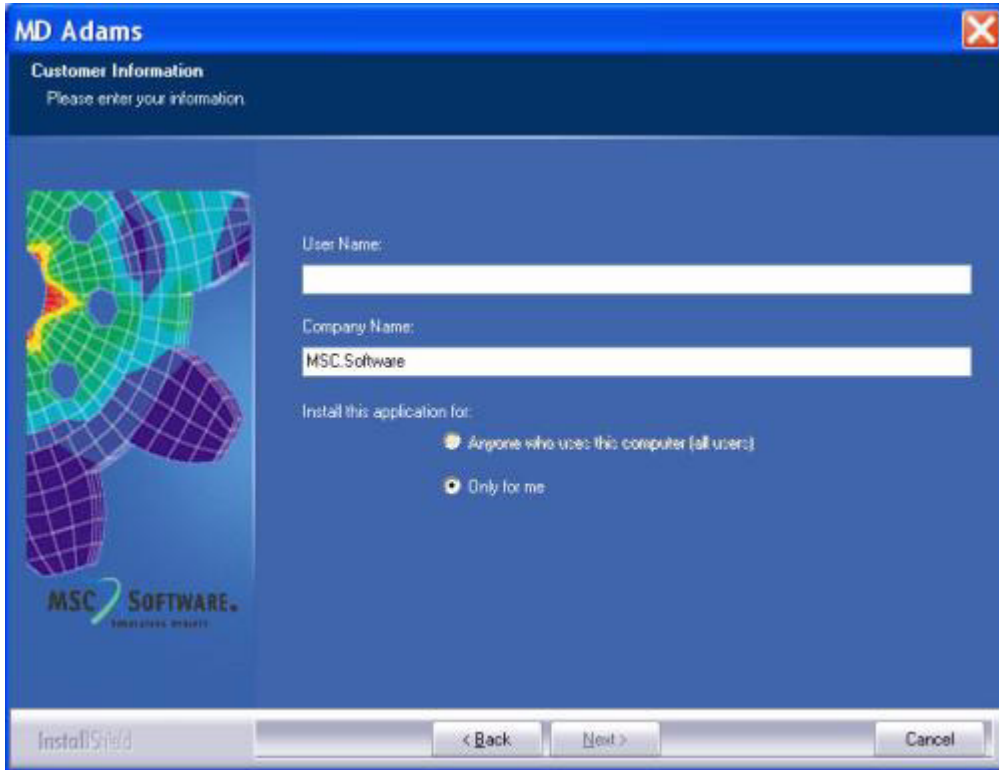 MD Adams
Customer Information
Please enter your information.
User Name:
Company Name:
MSC.Software
Install this application for:
Anyone who uses this computer (all users)
Only for me
MSC SOFTWARE.
InstallShield
< Back
Next >
Cancel